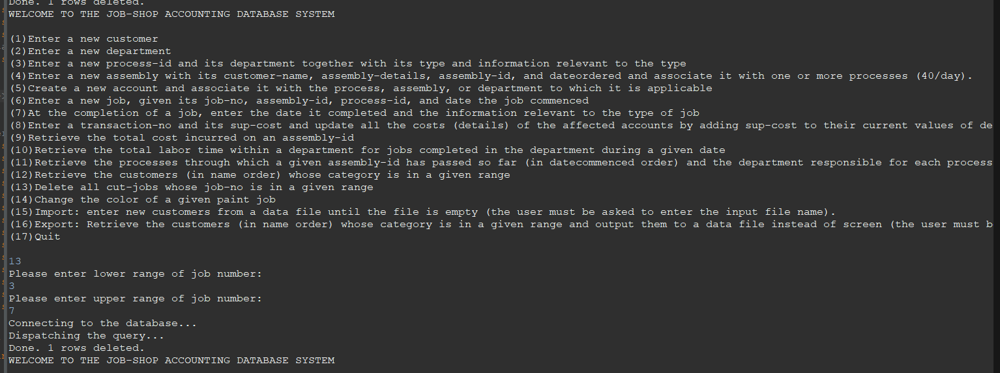 Done. 1 rows deleted.
WELCOME TO THE JOB-SHOP ACCOUNTING DATABASE SYSTEM
(1)Enter a new customer
(2)Enter a new department
(3)Enter a new process-id and its department together with its type and information relevant to the type
(4)Enter a new assembly with its customer-name, assembly-details, assembly-id, and dateordered and associate it with one or more processes (40/day).
(5)Create a new account and associate it with the process, assembly, or department to which it is applicable
(6)Enter a new job, given its job-no, assembly-id, process-id, and date the job commenced
(7)At the completion of a job, enter the date it completed and the information relevant to the type of job
(8)Enter a transaction-no and its sup-cost and update all the costs (details) of the affected accounts by adding sup-cost to their current values of de
(9)Retrieve the total cost incurred on an assembly-id
(10)Retrieve the total labor time within a department for jobs completed in the department during a given date
(11)Retrieve the processes through which a given assembly-id has passed so far (in datecommenced order) and the department responsible for each process
(12)Retrieve the customers (in name order) whose category is in a given range
(13)Delete all cut-jobs whose job-no is in a given range
(14)Change the color of a given paint job
(15)Import: enter new customers from a data file until the file is empty (the user must be asked to enter the input file name).
(16)Export: Retrieve the customers (in name order) whose category is in a given range and output them to a data file instead of screen (the user must b
(17)Quit
13
Please enter lower range of job number:
3
Please enter upper range of job number:
7
Connecting to the database...
Dispatching the query...
Done. 1 rows deleted.
WELCOME TO THE JOB-SHOP ACCOUNTING DATABASE SYSTEM